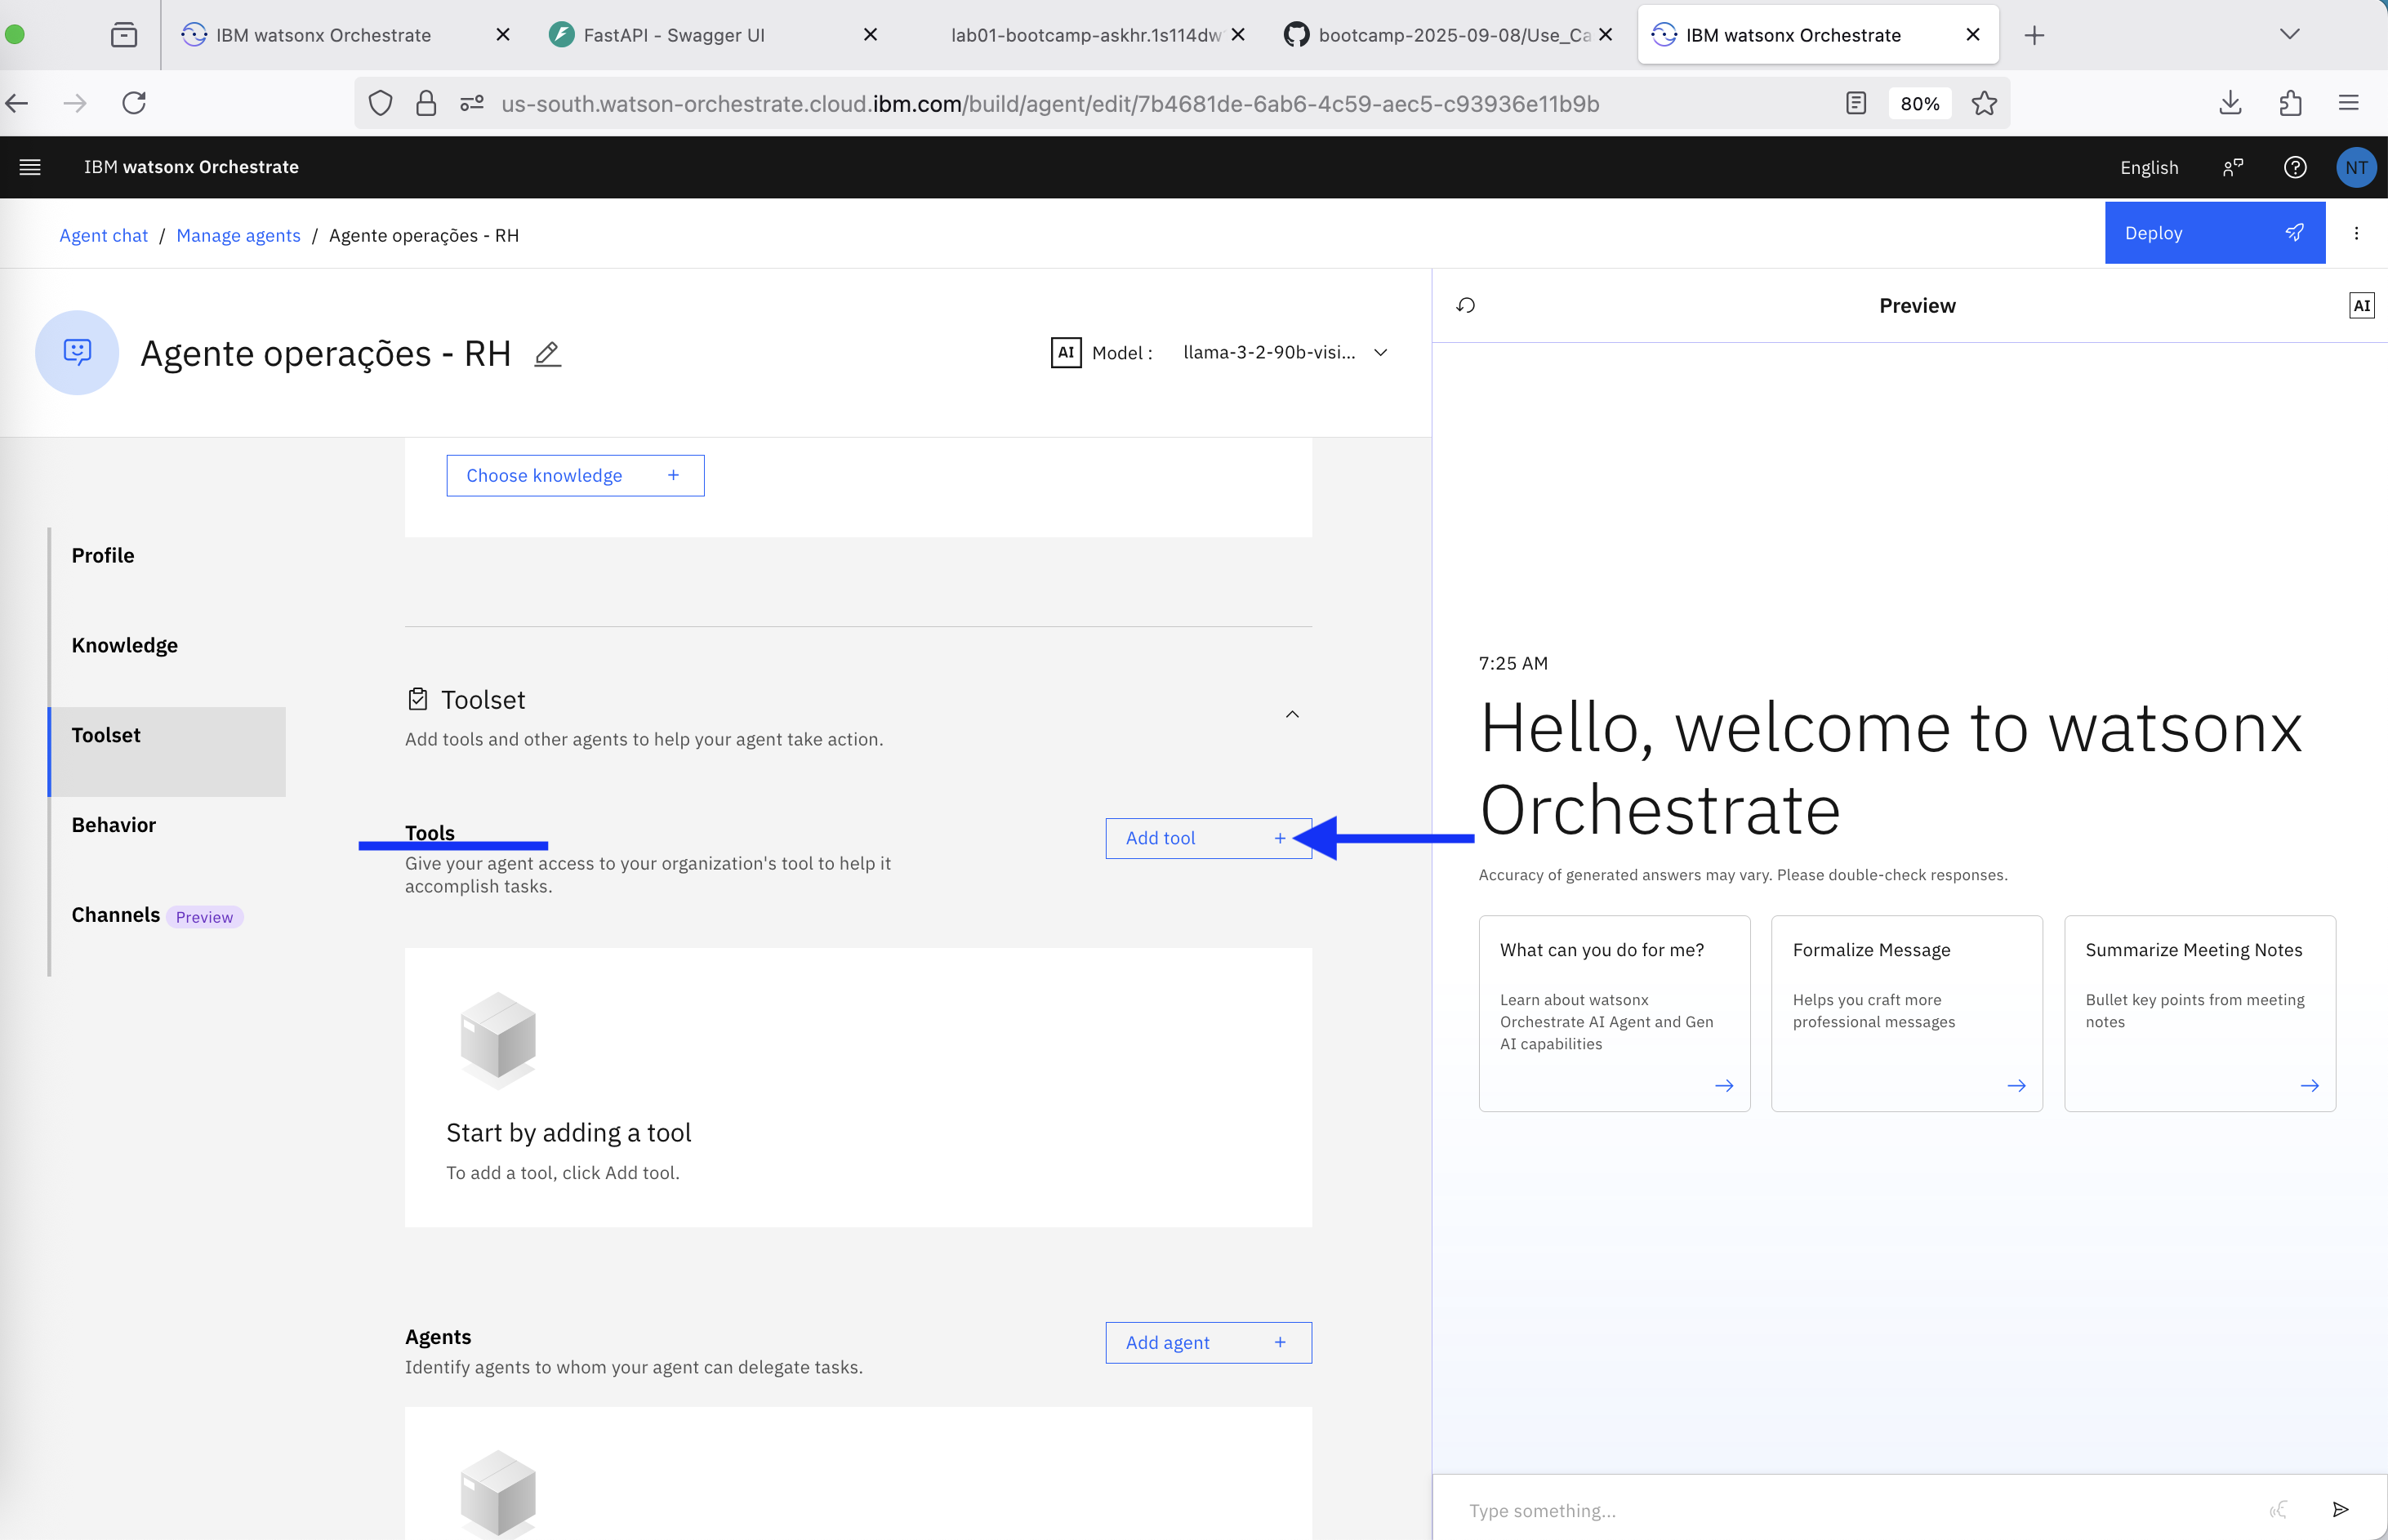 IBM watsonx Orchestrate
FastAPI - Swagger UI
lab01-bootcamp-askhr.1s114dw
bootcamp-2025-09-08/Use_Ca
IBM watsonx Orchestrate
us-south.watson-orchestrate.cloud.ibm.com/build/agent/edit/7b4681de-6ab6-4c59-aec5-c93936e11b9b
80%
IBM watsonx Orchestrate
English
NT
Agent chat / Manage agents / Agente operações - RH
Deploy
Agente operações - RH
AI Model : llama-3-2-90b-visi...
Preview
AI
Choose knowledge +
Profile
Knowledge
Toolset
Behavior
Channels Preview
Toolset
Add tools and other agents to help your agent take action.
Tools
Add tool +
Give your agent access to your organization's tool to help it
accomplish tasks.
Start by adding a tool
To add a tool, click Add tool.
Agents
Add agent +
Identify agents to whom your agent can delegate tasks.
7:25 AM
Hello, welcome to watsonx
Orchestrate
Accuracy of generated answers may vary. Please double-check responses.
What can you do for me?
Learn about watsonx
Orchestrate AI Agent and Gen
AI capabilities
Formalize Message
Helps you craft more
professional messages
Summarize Meeting Notes
Bullet key points from meeting
notes
Type something...